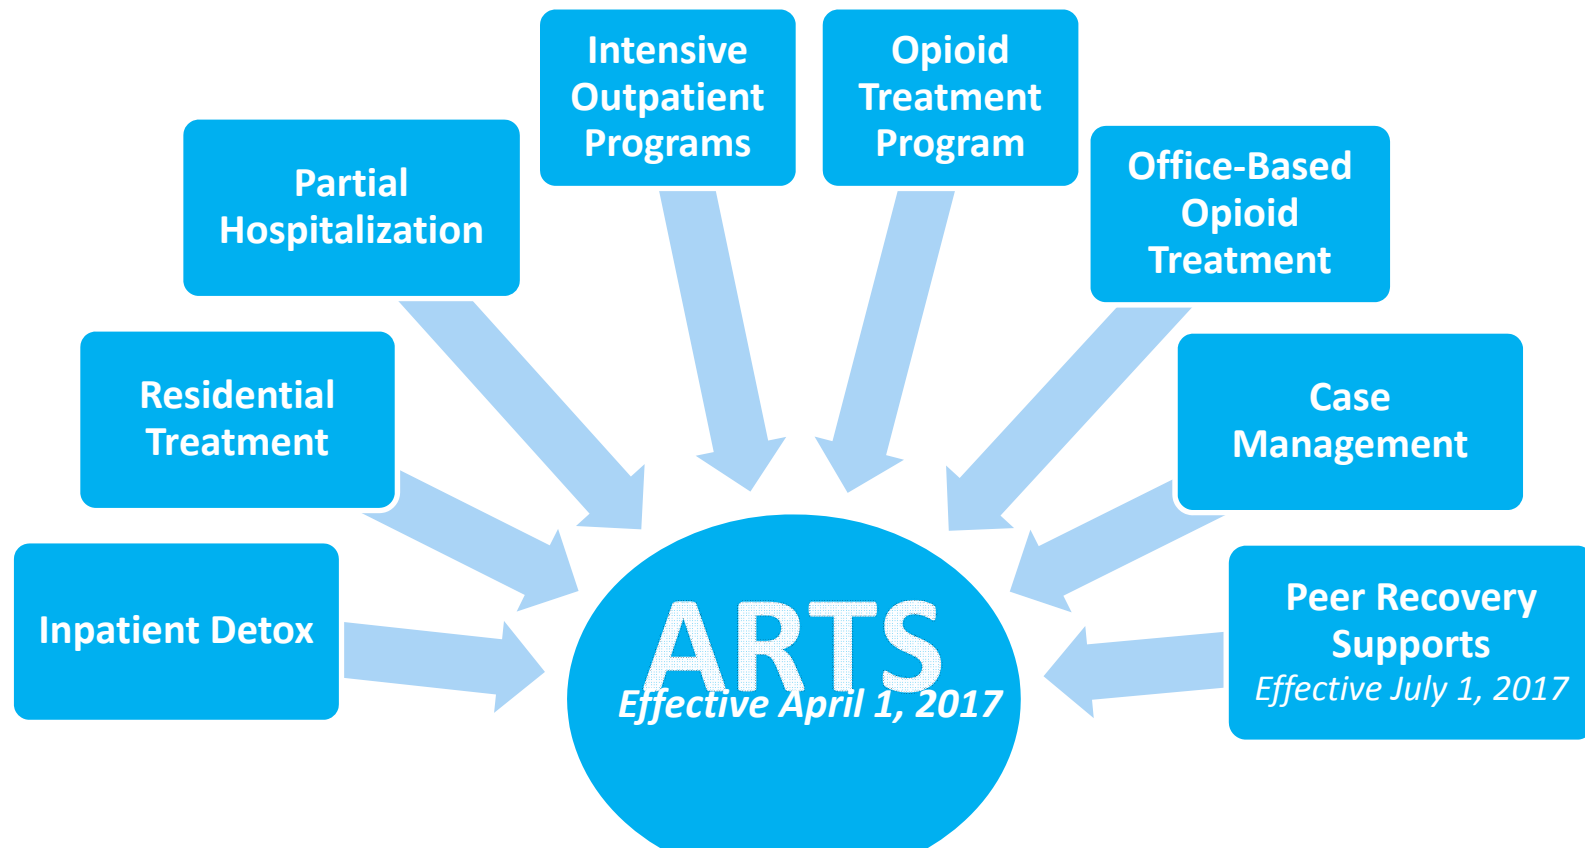 Intensive
Outpatient
Programs
Opioid
Treatment
Program
Partial
Hospitalization
Office-Based
Opioid
Treatment
Residential
Treatment
Case
Management
Inpatient Detox
Peer Recovery
Supports
Effective July 1, 2017
ARTS
Effective April 1, 2017